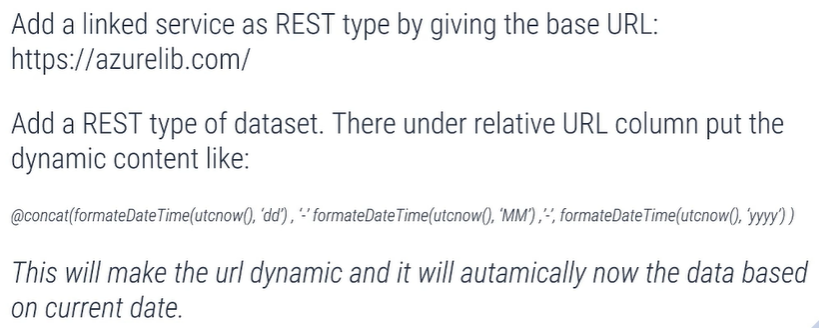 Add a linked service as REST type by giving the base URL:
https://azurelib.com/
Add a REST type of dataset. There under relative URL column put the
dynamic content like:
@concat(formateDateTime(utcnow(), 'dd') , '-' formateDateTime(utcnow(), 'MM') ,'-', formateDateTime(utcnow(), 'yyyy') )
This will make the url dynamic and it will autamically now the data based
on current date.